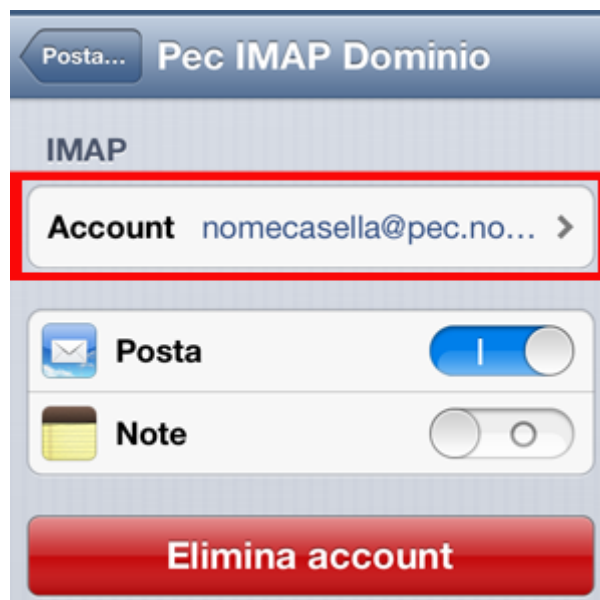 Posta... Pec IMAP Dominio
IMAP
Account nomecasella@pec.no... >
Posta
Note
Elimina account